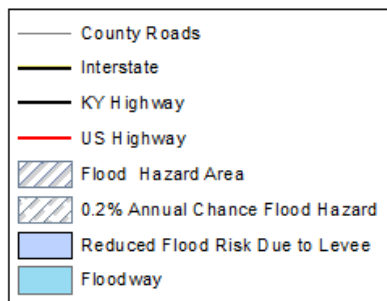 County Roads
Interstate
KY Highway
US Highway
Flood Hazard Area
0.2% Annual Chance Flood Hazard
Reduced Flood Risk Due to Levee
Floodway